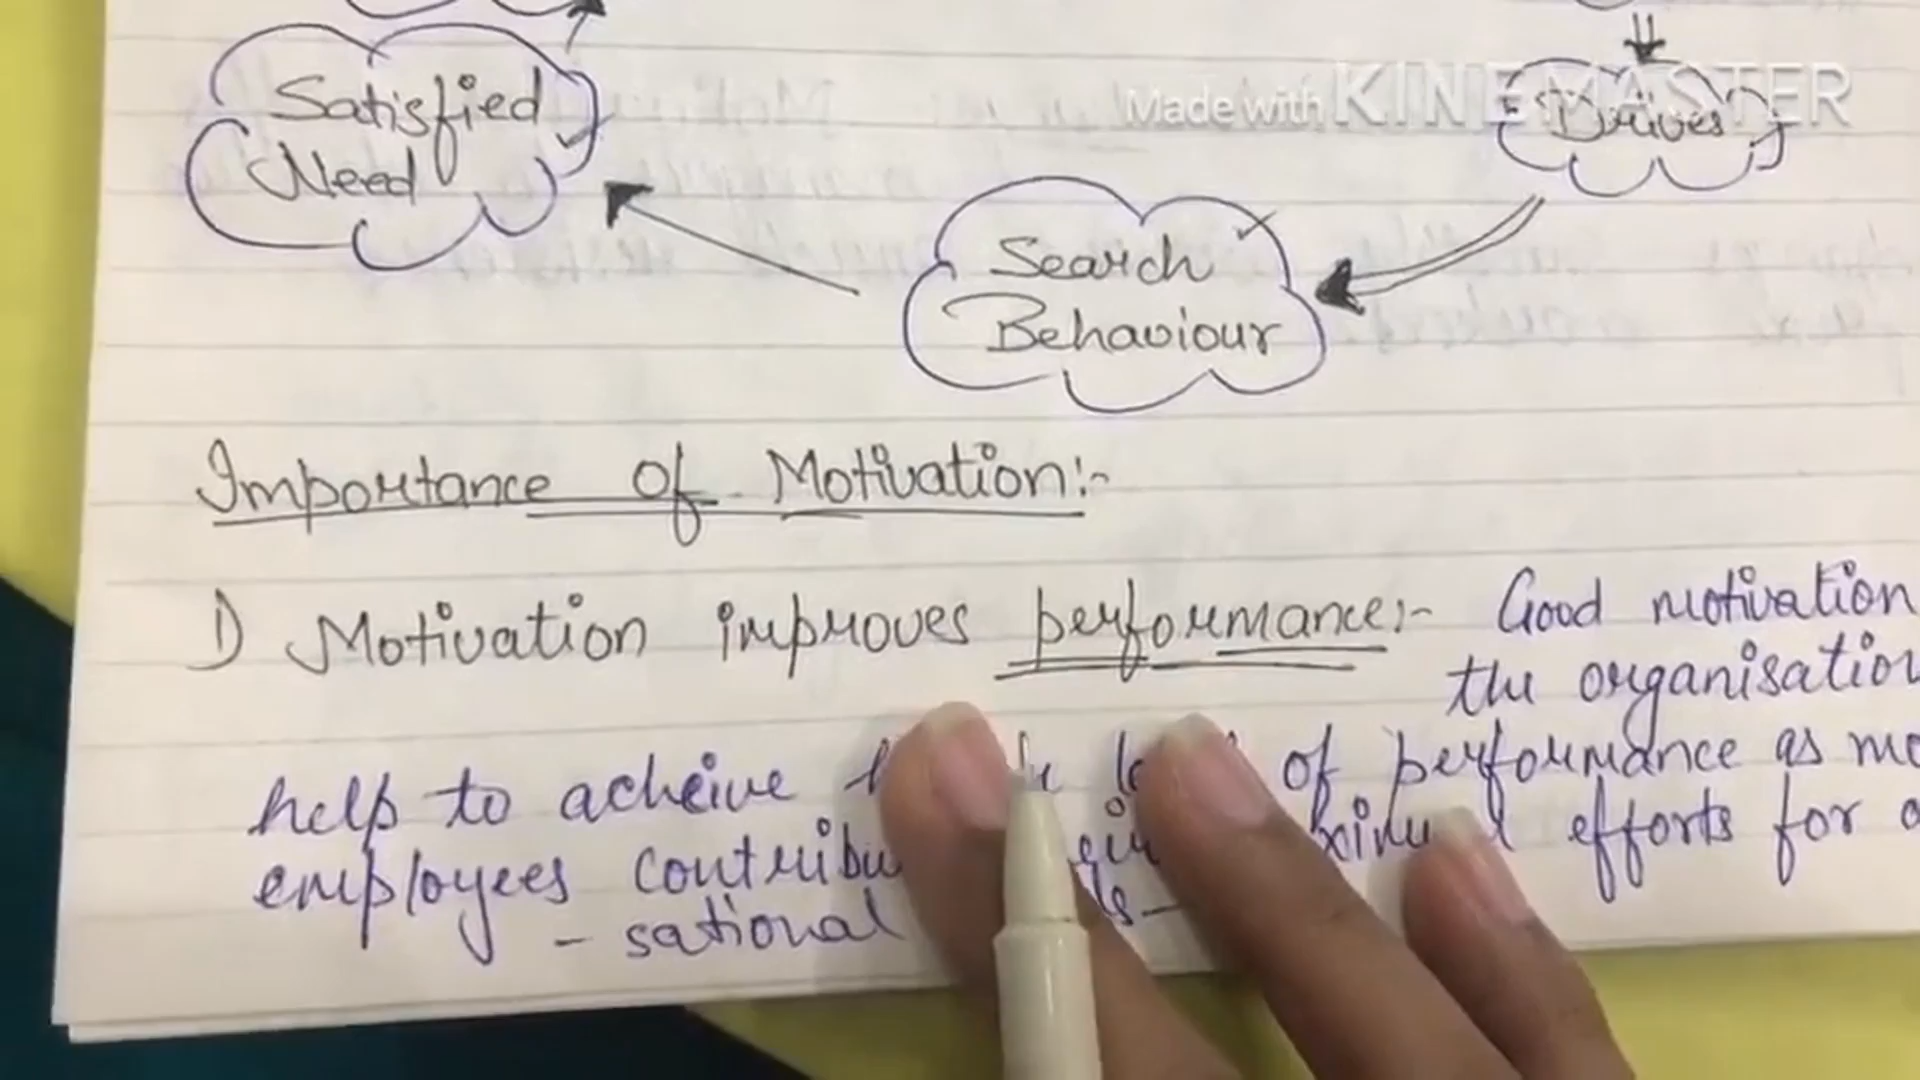 Satisfied
Need
Made with KINEMASTER
Drives
Search
Behaviour
Importance of Motivation:-
1) Motivation improves performance:- Good motivation
the organisation
help to acheive of performance as
employees efforts for
- sational